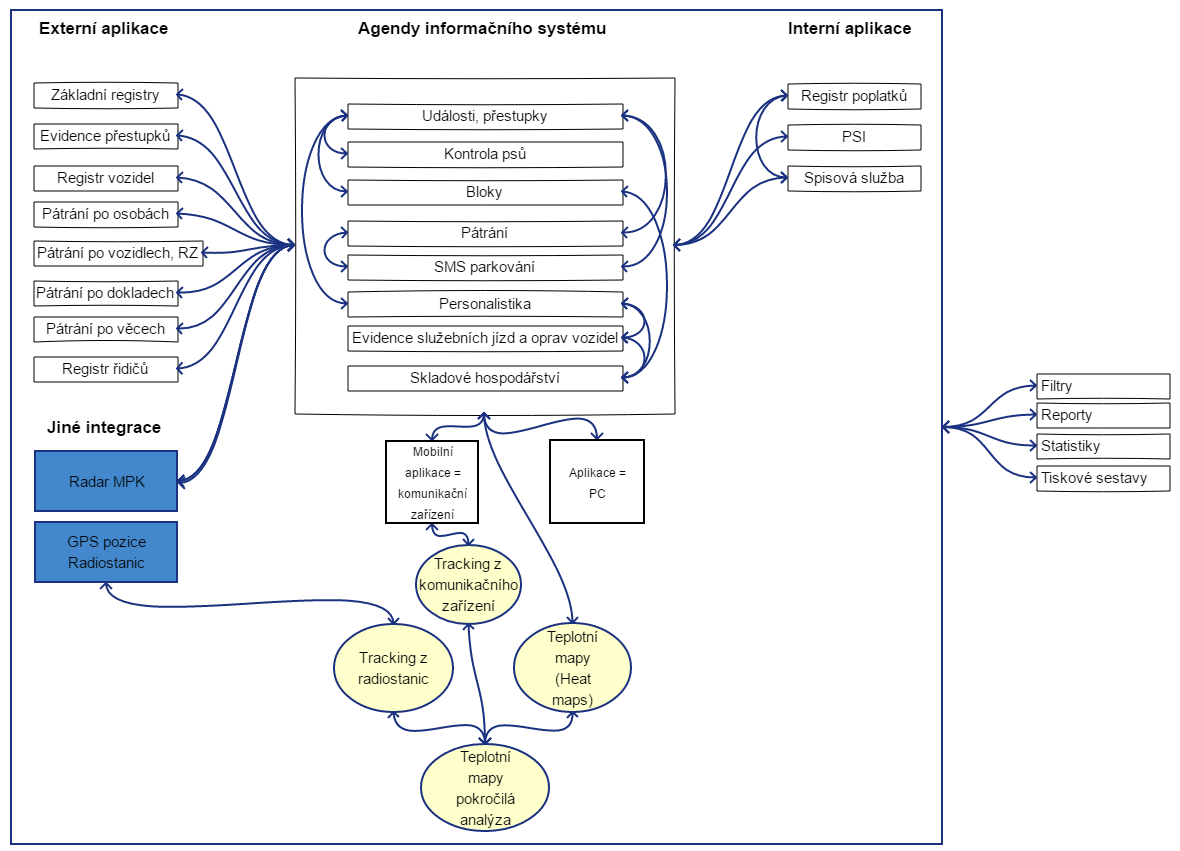 Externí aplikace
Základní registry
Evidence přestupků
Registr vozidel
Pátrání po osobách
Pátrání po vozidlech, RZ
Pátrání po dokladech
Pátrání po věcech
Registr řidičů
Jiné integrace
Radar MPK
GPS pozice
Radiostanic
Agendy informačního systému
Události, přestupky
Kontrola psů
Bloky
Pátrání
SMS parkování
Personalistika
Evidence služebních jízd a oprav vozidel
Skladové hospodářství
Mobilní
aplikace =
komunikační
zařízení
Aplikace =
PC
Tracking z
komunikačního
zařízení
Tracking z
radiostanic
Teplotní
mapy
(Heat
maps)
Teplotní
mapy
pokročilá
analýza
Interní aplikace
Registr poplatků
PSI
Spisová služba
Filtry
Reporty
Statistiky
Tiskové sestavy